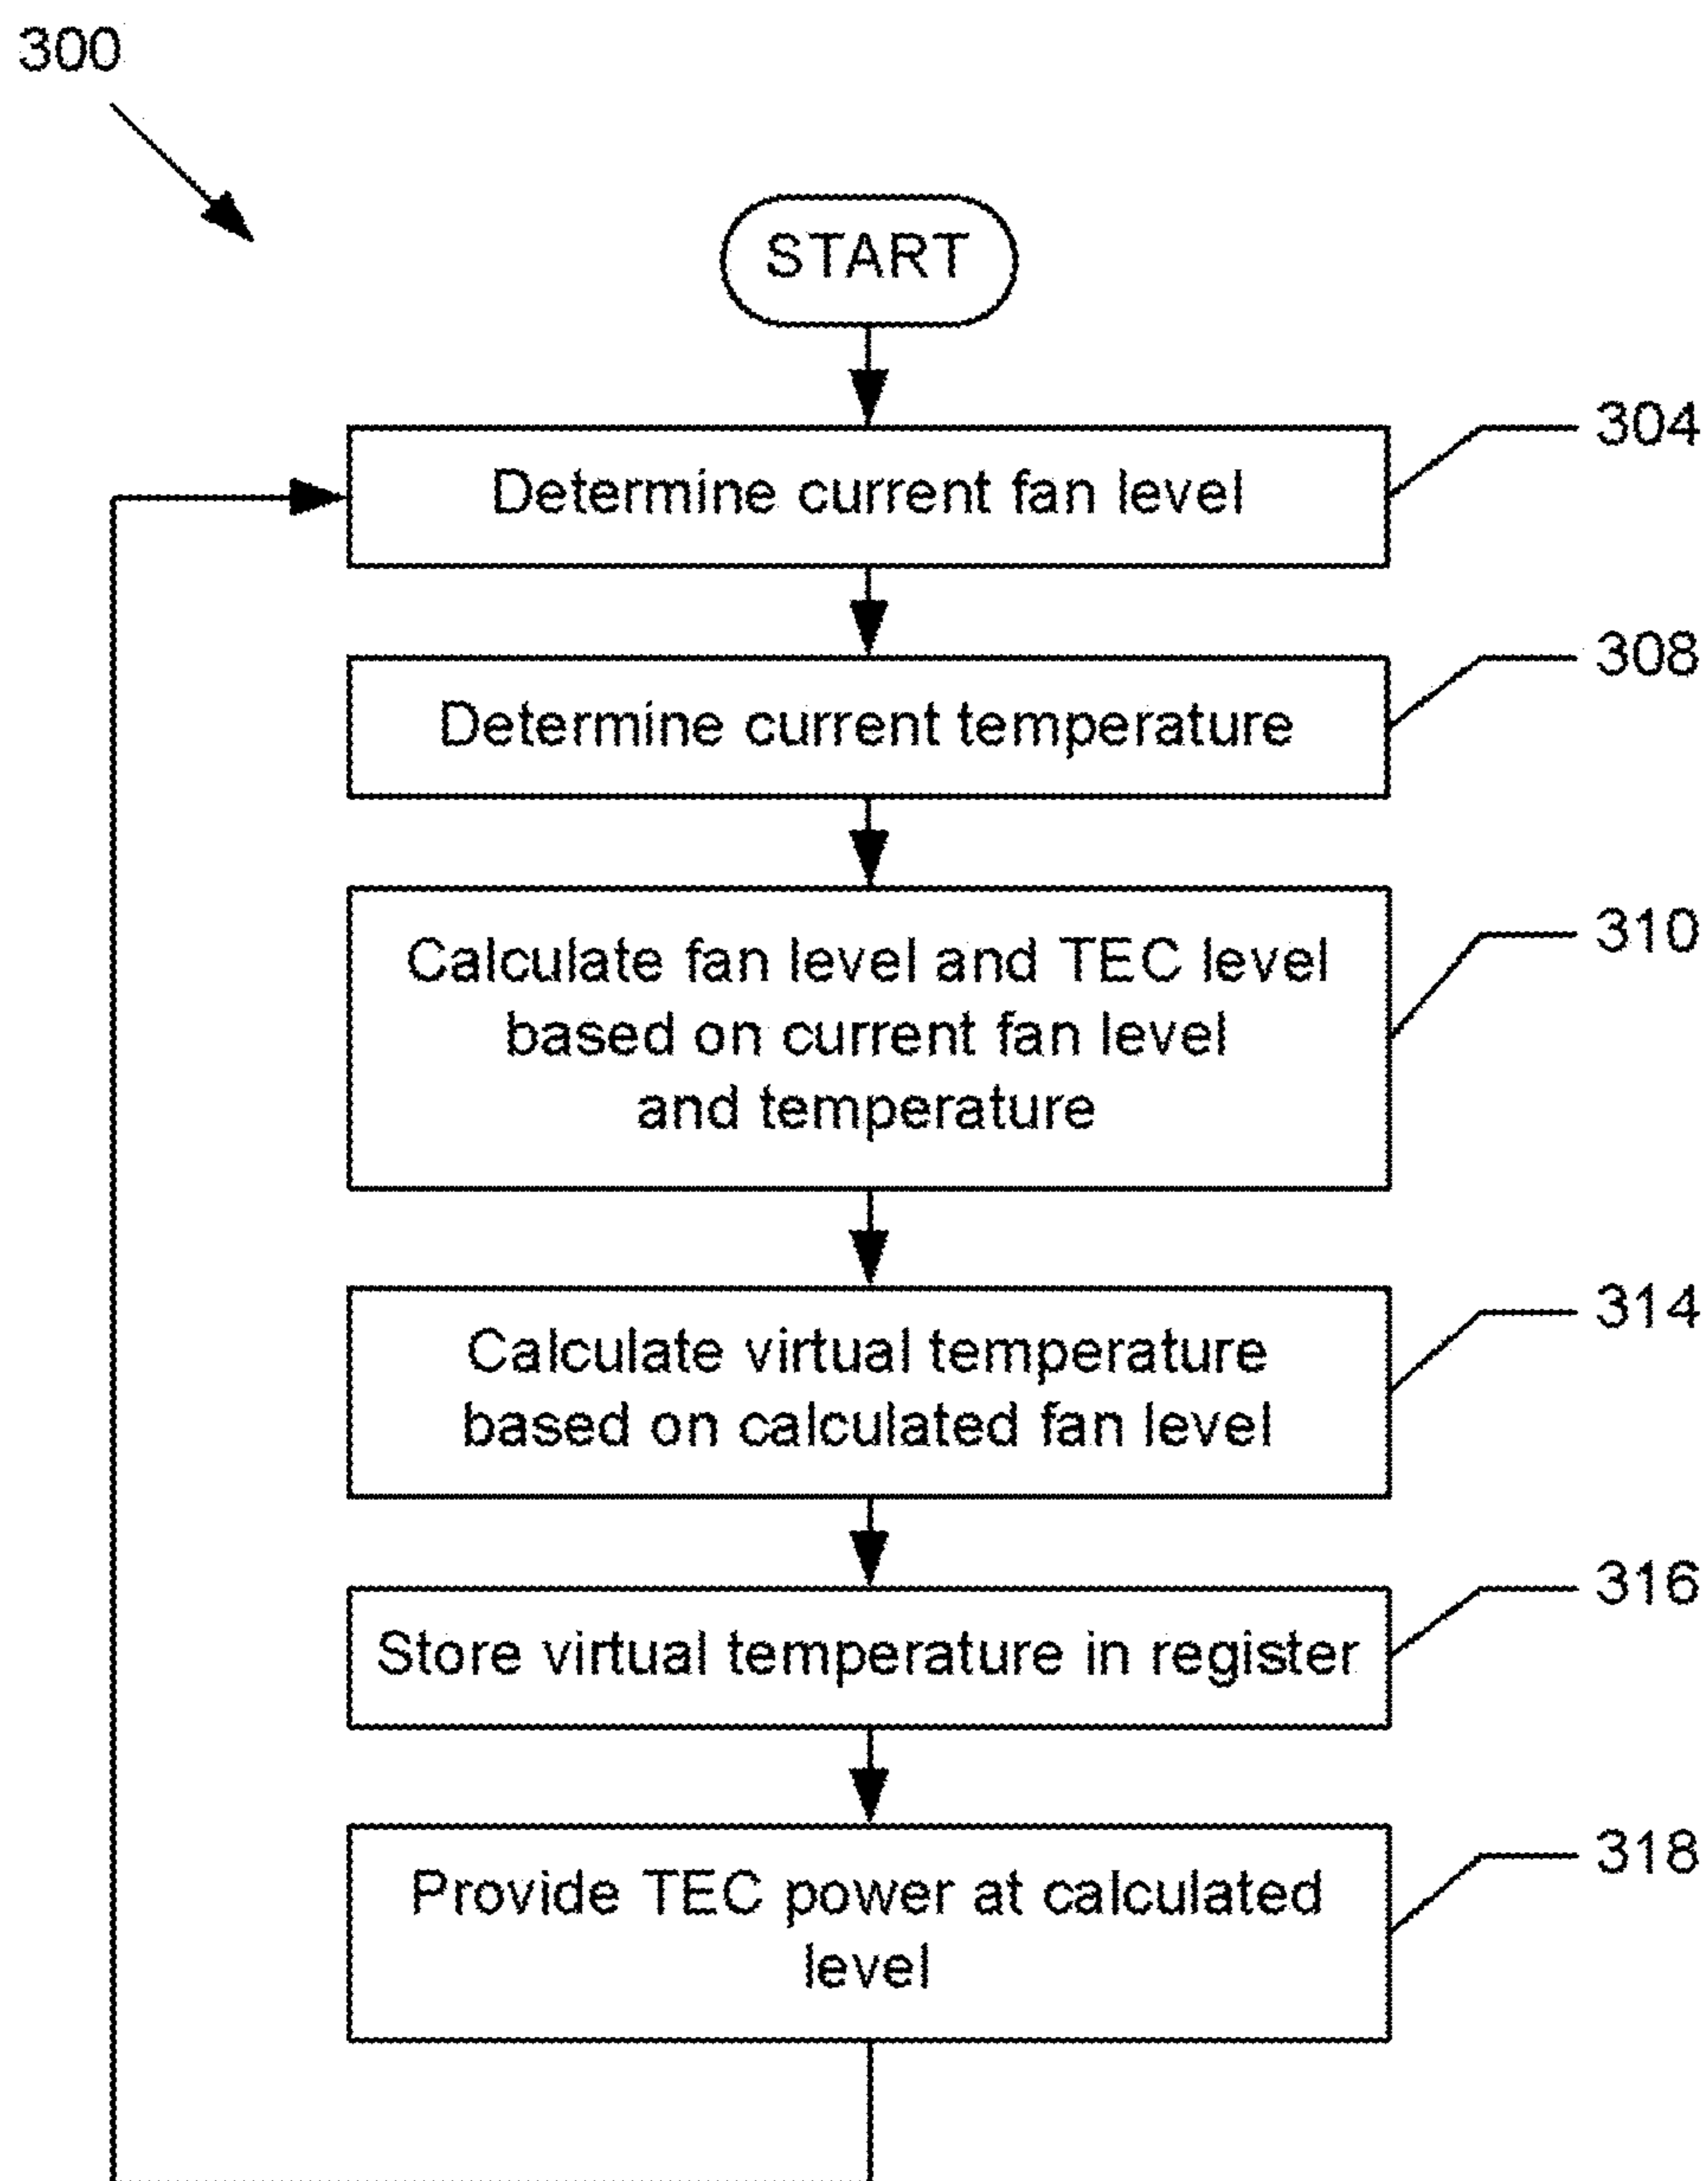 300
START
304
Determine current fan level
308
Determine current temperature
310
Calculate fan level and TEC level
based on current fan level
and temperature
314
Calculate virtual temperature
based on calculated fan level
316
Store virtual temperature in register
318
Provide TEC power at calculated
level